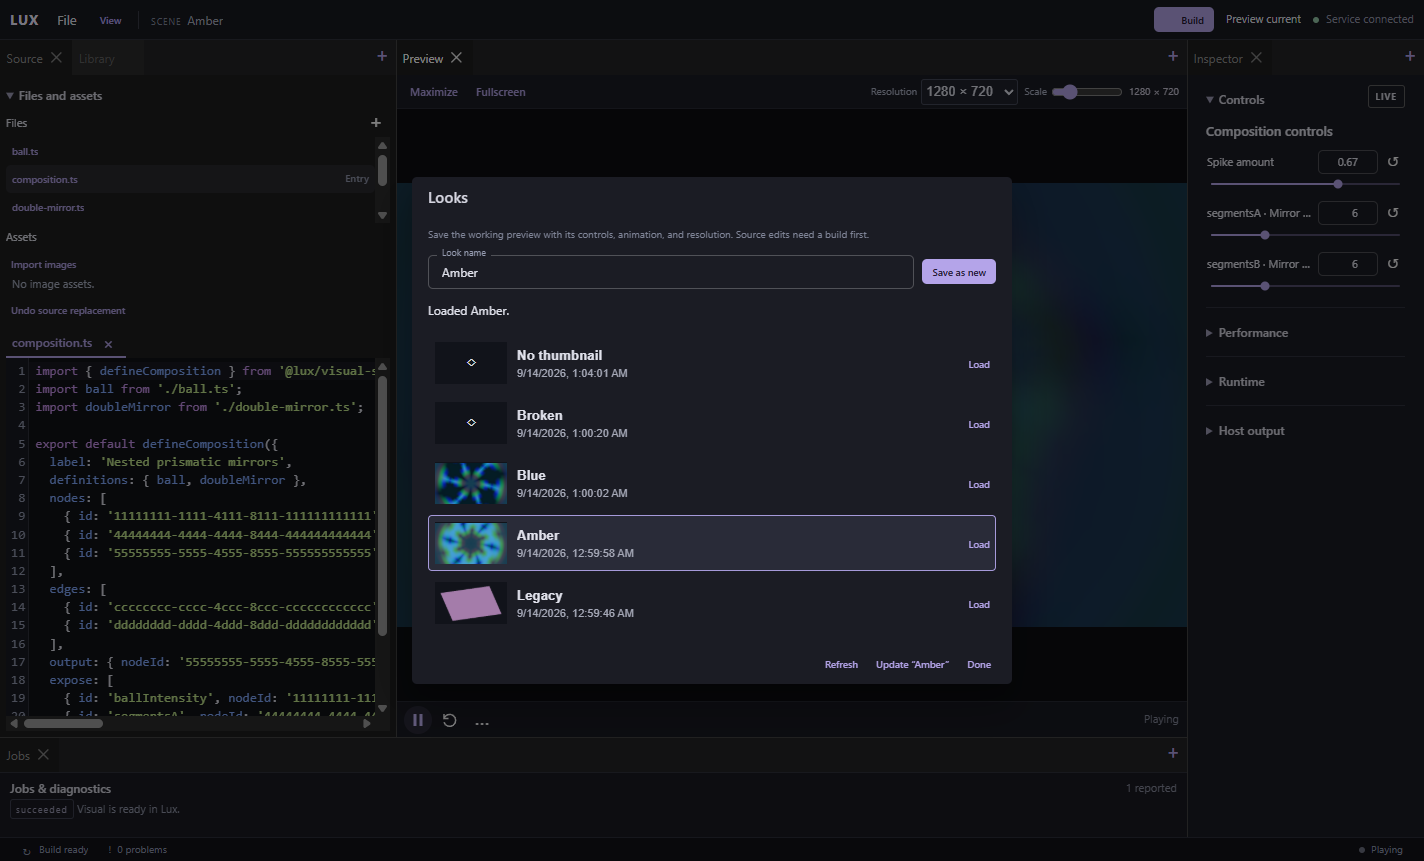 LUX File View SCENE Amber Build Preview current Service connected
Source Library
Preview
Inspector
Files and assets
Files
ball.ts
composition.ts Entry
double-mirror.ts
Assets
Import images
No image assets.
Undo source replacement
composition.ts
1 import { defineComposition } from '@lux/visual-s
2 import ball from './ball.ts';
3 import doubleMirror from './double-mirror.ts';
4
5 export default defineComposition({
6 label: 'Nested prismatic mirrors',
7 definitions: { ball, doubleMirror },
8 nodes: [
9 { id: '11111111-1111-4111-8111-111111111111'
10 { id: '44444444-4444-4444-8444-444444444444'
11 { id: '55555555-5555-4555-8555-555555555555'
12 ],
13 edges: [
14 { id: 'cccccccc-cccc-4ccc-8ccc-cccccccccccc'
15 { id: 'dddddddd-dddd-4ddd-8ddd-dddddddddddd'
16 ],
17 output: { nodeId: '55555555-5555-4555-8555-555
18 expose: [
19 { id: 'ballIntensity', nodeId: '11111111-111
20 { id: 'segmentsA', nodeId: '44444444-4444-44
Maximize Fullscreen Resolution 1280 × 720 Scale 1280 × 720
Looks
Save the working preview with its controls, animation, and resolution. Source edits need a build first.
Look name
Amber
Save as new
Loaded Amber.
No thumbnail
9/14/2026, 1:04:01 AM
Load
Broken
9/14/2026, 1:00:20 AM
Load
Blue
9/14/2026, 1:00:02 AM
Load
Amber
9/14/2026, 12:59:58 AM
Load
Legacy
9/14/2026, 12:59:46 AM
Load
Refresh Update “Amber” Done
... Playing
Controls LIVE
Composition controls
Spike amount 0.67
segmentsA · Mirror ... 6
segmentsB · Mirror ... 6
Performance
Runtime
Host output
Jobs
Jobs & diagnostics 1 reported
succeeded Visual is ready in Lux.
Build ready ! 0 problems Playing